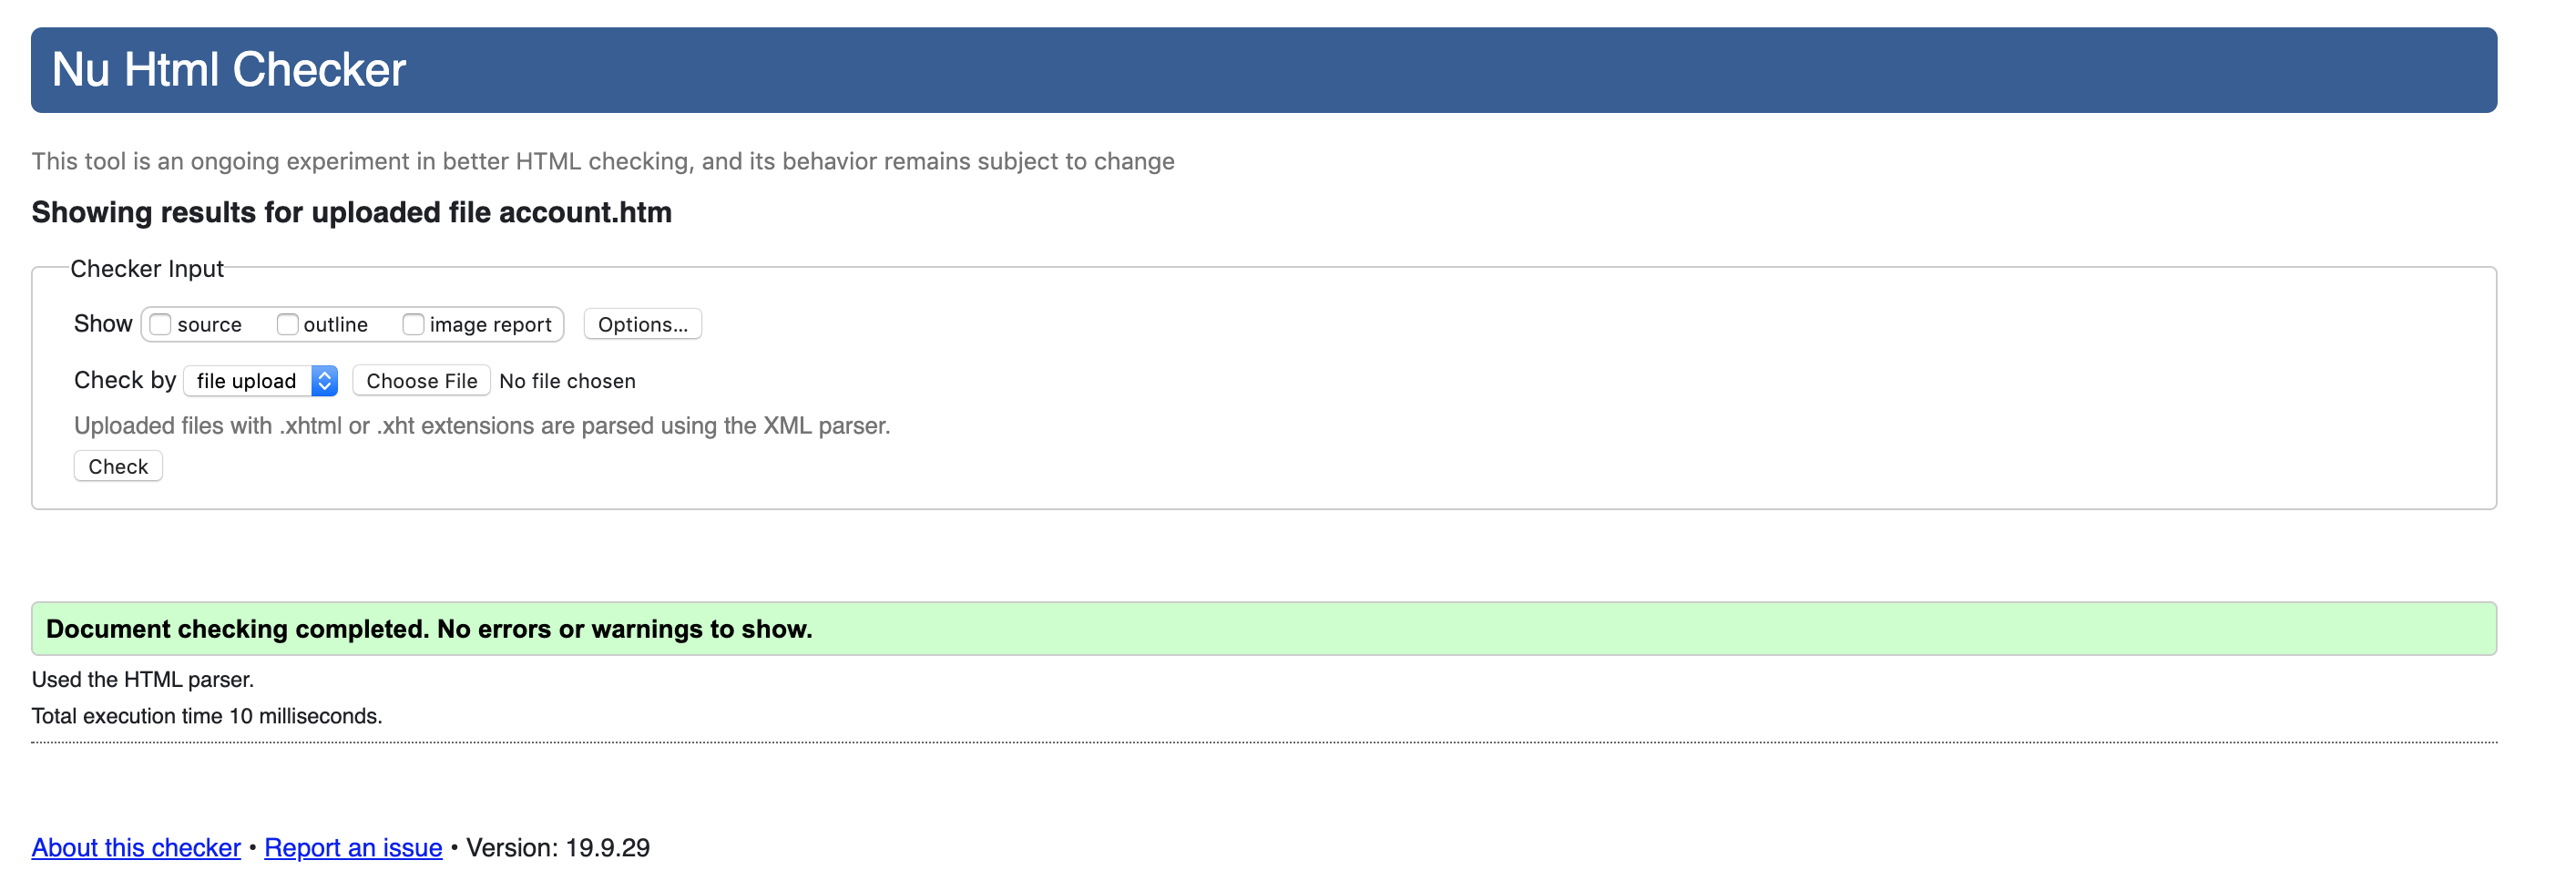 Nu Html Checker
This tool is an ongoing experiment in better HTML checking, and its behavior remains subject to change
Showing results for uploaded file account.htm
Checker Input
Show source outline image report Options...
Check by file upload Choose File No file chosen
Uploaded files with .xhtml or .xht extensions are parsed using the XML parser.
Check
Document checking completed. No errors or warnings to show.
Used the HTML parser.
Total execution time 10 milliseconds.
About this checker • Report an issue • Version: 19.9.29